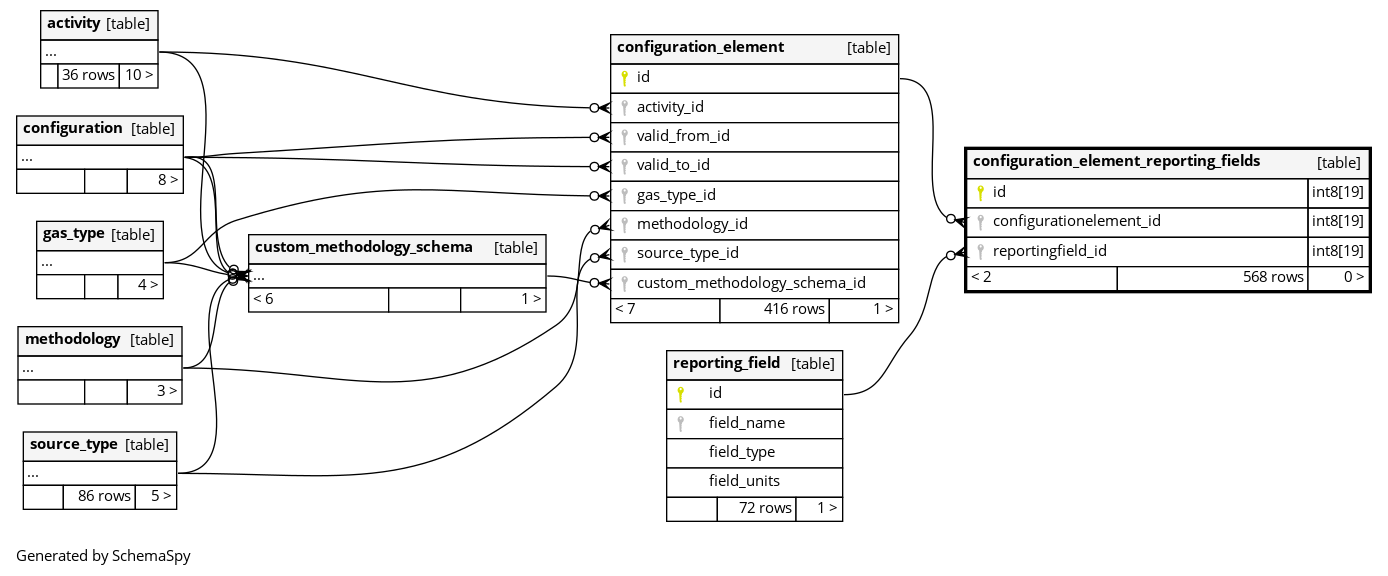 activity [table]
...
36 rows 10 >
configuration [table]
...
8 >
gas_type [table]
...
4 >
methodology [table]
...
3 >
source_type [table]
...
86 rows 5 >
custom_methodology_schema [table]
...
< 6 1 >
configuration_element [table]
id
activity_id
valid_from_id
valid_to_id
gas_type_id
methodology_id
source_type_id
custom_methodology_schema_id
< 7 416 rows 1 >
reporting_field [table]
id
field_name
field_type
field_units
72 rows 1 >
configuration_element_reporting_fields [table]
id int8[19]
configurationelement_id int8[19]
reportingfield_id int8[19]
< 2 568 rows 0 >
Generated by SchemaSpy